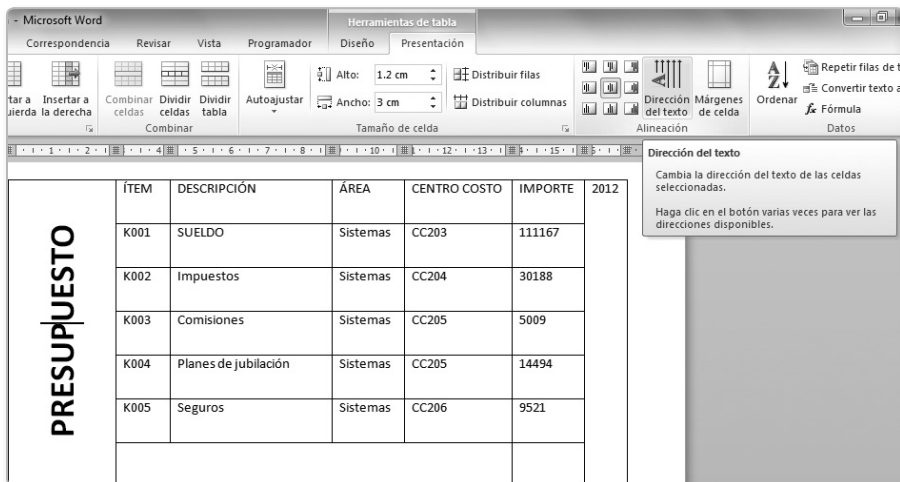 - Microsoft Word
Herramientas de tabla
Correspondencia Revisar Vista Programador Diseño Presentación
Insertar a la derecha
Combinar celdas
Dividir celdas
Dividir tabla
Combinar
Autoajustar
Alto: 1.2 cm
Ancho: 3 cm
Distribuir filas
Distribuir columnas
Tamaño de celda
Dirección del texto
Márgenes de celda
Alineación
Ordenar
Repetir filas de t
Convertir texto a
fx Fórmula
Datos
Dirección del texto
Cambia la dirección del texto de las celdas
seleccionadas.
Haga clic en el botón varias veces para ver las
direcciones disponibles.
PRESUPUESTO
ÍTEM DESCRIPCIÓN ÁREA CENTRO COSTO IMPORTE 2012
K001 SUELDO Sistemas CC203 111167
K002 Impuestos Sistemas CC204 30188
K003 Comisiones Sistemas CC205 5009
K004 Planes de jubilación Sistemas CC205 14494
K005 Seguros Sistemas CC206 9521